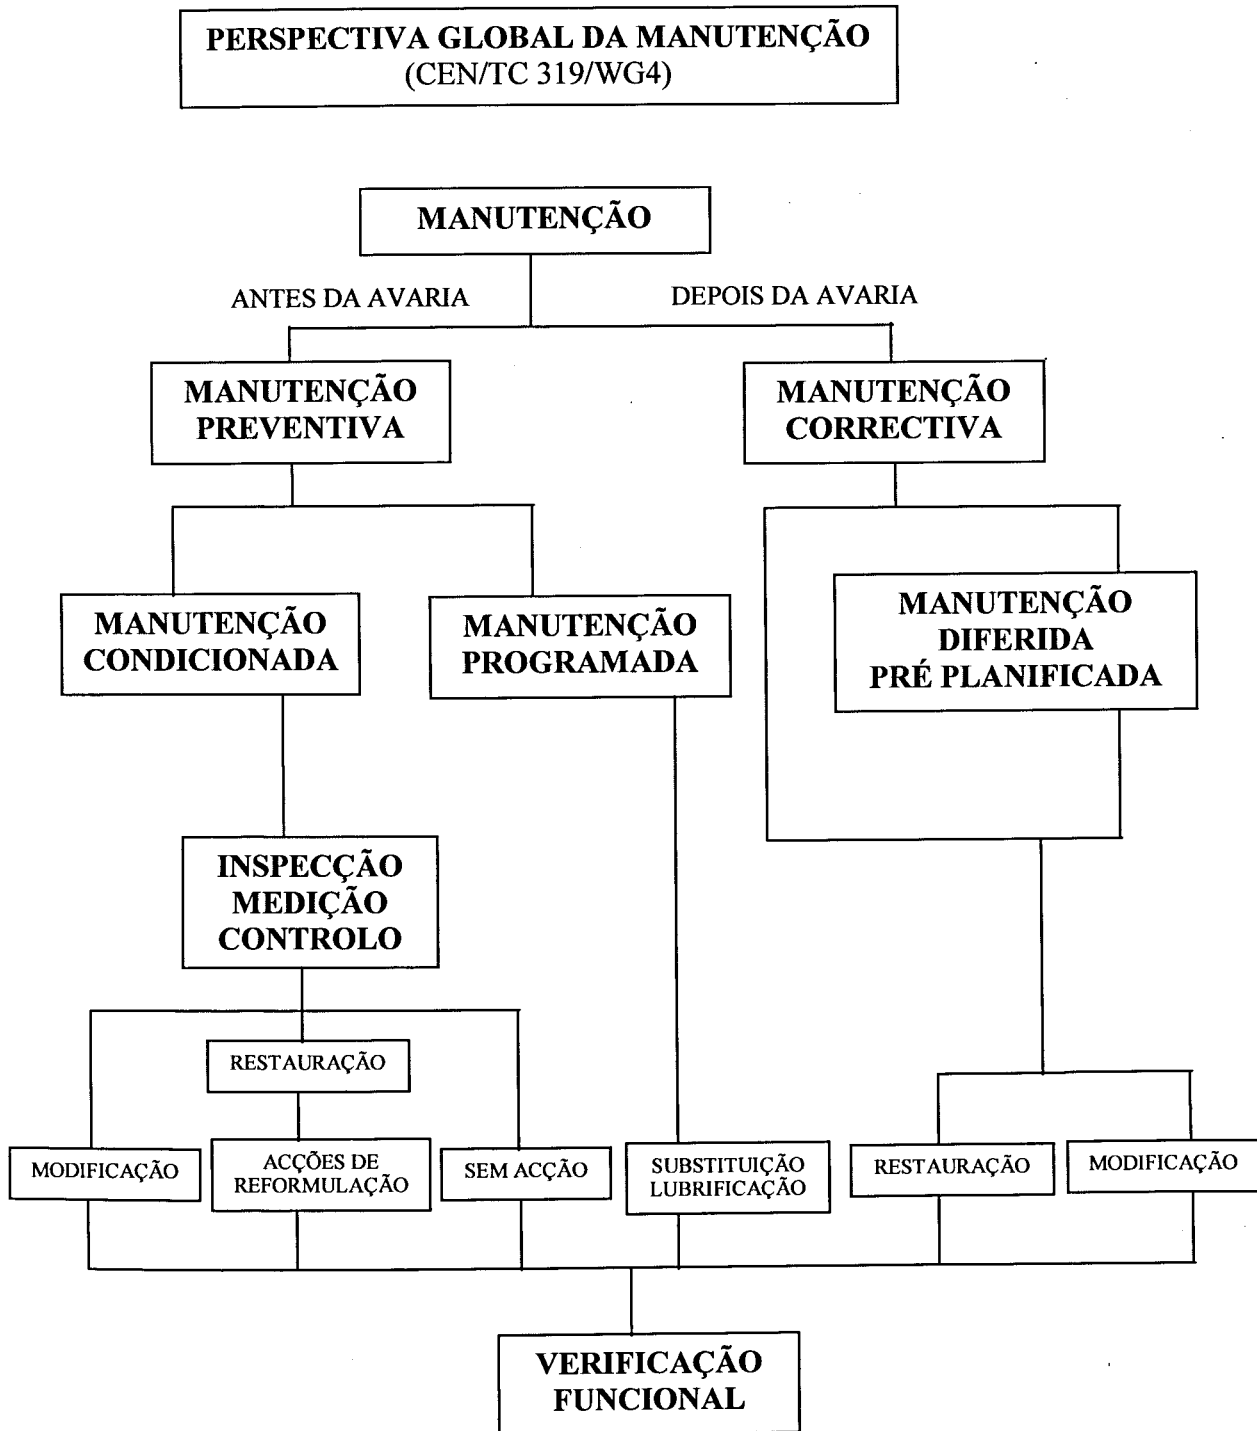 PERSPECTIVA GLOBAL DA MANUTENÇÃO
(CEN/TC 319/WG4)
MANUTENÇÃO
ANTES DA AVARIA
DEPOIS DA AVARIA
MANUTENÇÃO
PREVENTIVA
MANUTENÇÃO
CORRECTIVA
MANUTENÇÃO
CONDICIONADA
MANUTENÇÃO
PROGRAMADA
MANUTENÇÃO
DIFERIDA
PRÉ PLANIFICADA
INSPECÇÃO
MEDIÇÃO
CONTROLO
RESTAURAÇÃO
MODIFICAÇÃO
ACÇÕES DE
REFORMULAÇÃO
SEM ACÇÃO
SUBSTITUIÇÃO
LUBRIFICAÇÃO
RESTAURAÇÃO
MODIFICAÇÃO
VERIFICAÇÃO
FUNCIONAL